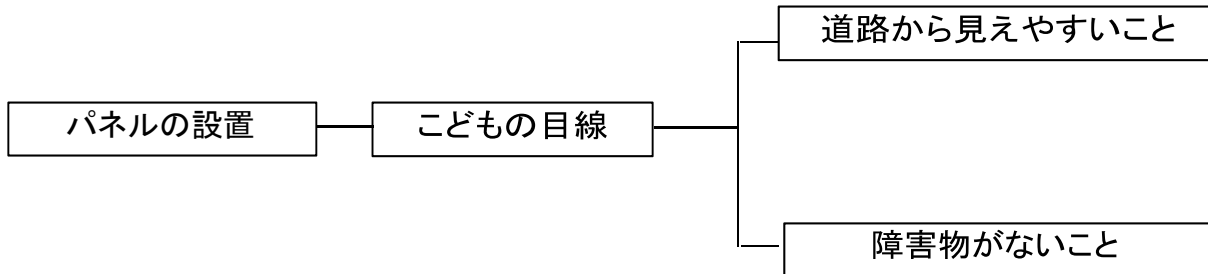 道路から見えやすいこと
パネルの設置
こどもの目線
障害物がないこと